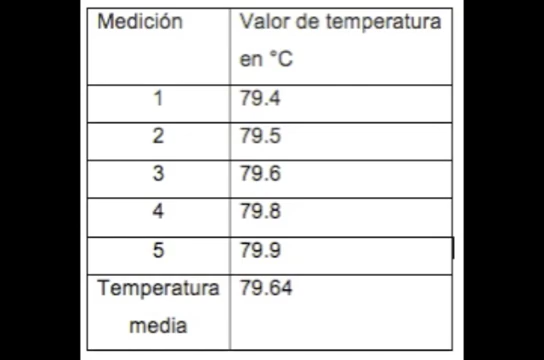 Medición Valor de temperatura
en °C
1 79.4
2 79.5
3 79.6
4 79.8
5 79.9
Temperatura 79.64
media